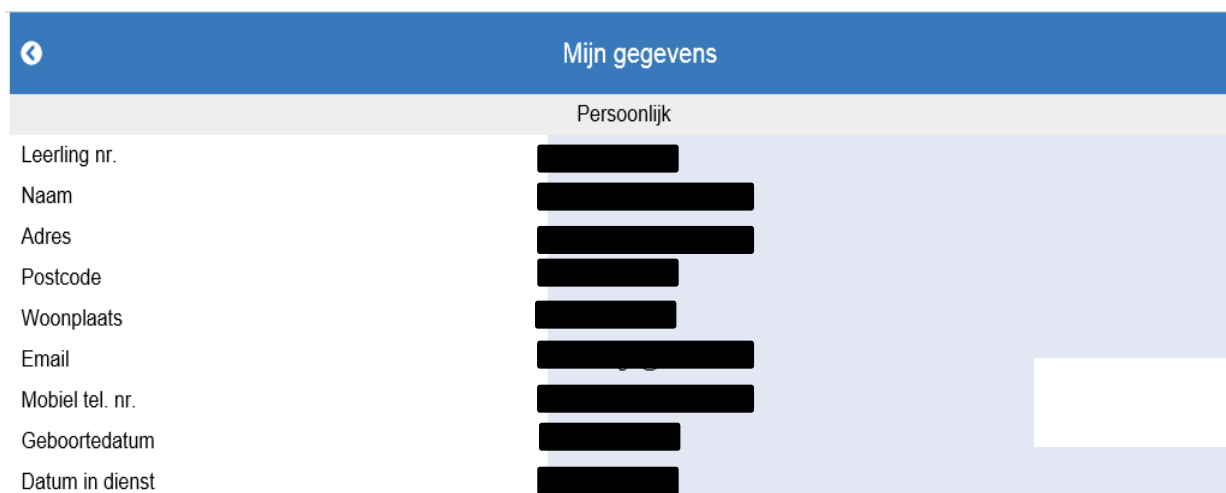 Mijn gegevens
Persoonlijk
Leerling nr.
Naam
Adres
Postcode
Woonplaats
Email
Mobiel tel. nr.
Geboortedatum
Datum in dienst